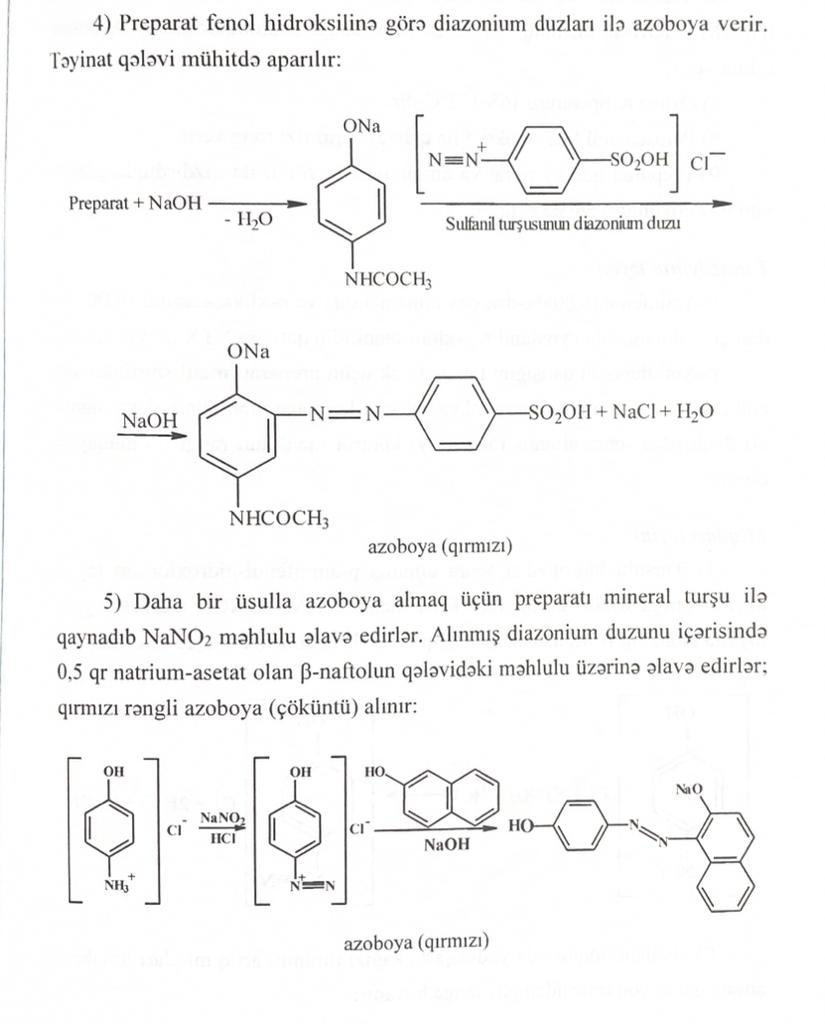 4) Preparat fenol hidroksilinə görə diazonium duzları ilə azoboya verir.
Təyinat qələvi mühitdə aparılır:
ONa
N≡N⁺ SO₂OH Cl⁻
Preparat + NaOH
- H₂O
Sulfanil turşusunun diazonium duzu
NHCOCH₃
ONa
NaOH
N=N
SO₂OH + NaCl + H₂O
NHCOCH₃
azoboya (qırmızı)
5) Daha bir üsulla azoboya almaq üçün preparatı mineral turşu ilə
qaynadıb NaNO₂ məhlulu əlavə edirlər. Alınmış diazonium duzunu içərisində
0,5 qr natrium-asetat olan β-naftolun qələvidəki məhlulu üzərinə əlavə edirlər;
qırmızı rəngli azoboya (çöküntü) alınır:
OH
NH₃⁺
Cl⁻
NaNO₂
HCl
OH
N⁺≡N
Cl⁻
HO
NaOH
HO
N=N
NaO
azoboya (qırmızı)